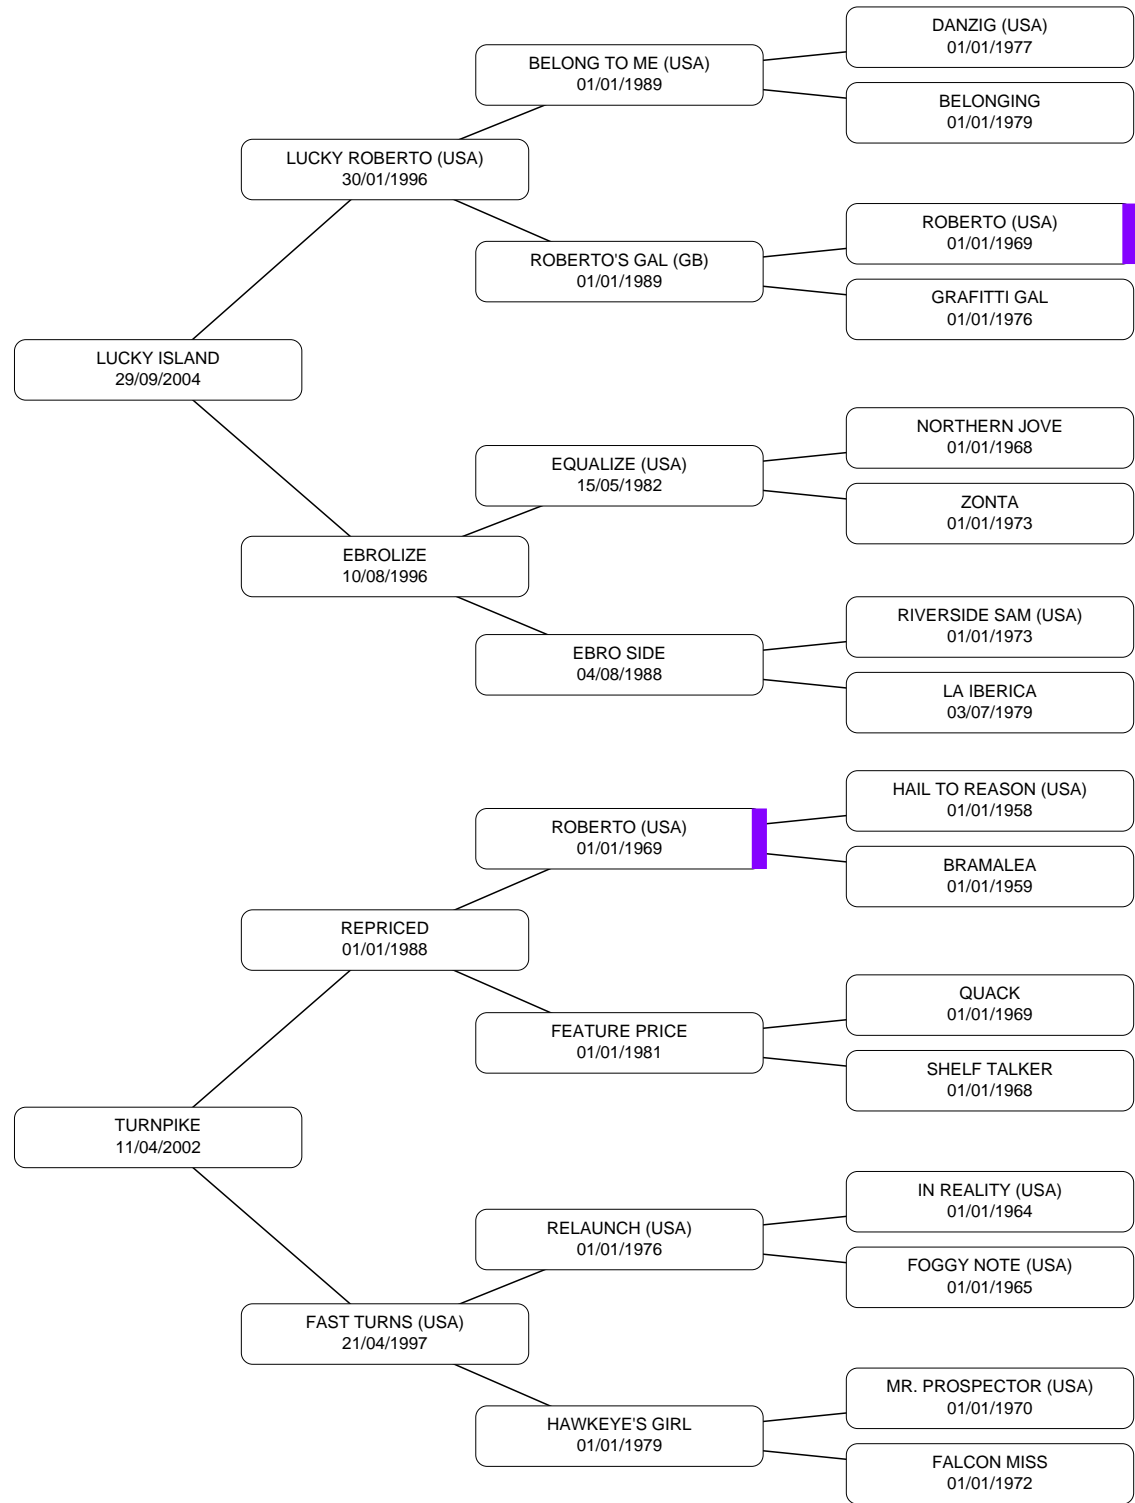 DANZIG (USA)
01/01/1977
BELONG TO ME (USA)
01/01/1989
BELONGING
01/01/1979
LUCKY ROBERTO (USA)
30/01/1996
ROBERTO (USA)
01/01/1969
ROBERTO'S GAL (GB)
01/01/1989
GRAFITTI GAL
01/01/1976
LUCKY ISLAND
29/09/2004
NORTHERN JOVE
01/01/1968
EQUALIZE (USA)
15/05/1982
ZONTA
01/01/1973
EBROLIZE
10/08/1996
RIVERSIDE SAM (USA)
01/01/1973
EBRO SIDE
04/08/1988
LA IBERICA
03/07/1979
HAIL TO REASON (USA)
01/01/1958
ROBERTO (USA)
01/01/1969
BRAMALEA
01/01/1959
REPRICED
01/01/1988
QUACK
01/01/1969
FEATURE PRICE
01/01/1981
SHELF TALKER
01/01/1968
TURNPIKE
11/04/2002
IN REALITY (USA)
01/01/1964
RELAUNCH (USA)
01/01/1976
FOGGY NOTE (USA)
01/01/1965
FAST TURNS (USA)
21/04/1997
MR. PROSPECTOR (USA)
01/01/1970
HAWKEYE'S GIRL
01/01/1979
FALCON MISS
01/01/1972